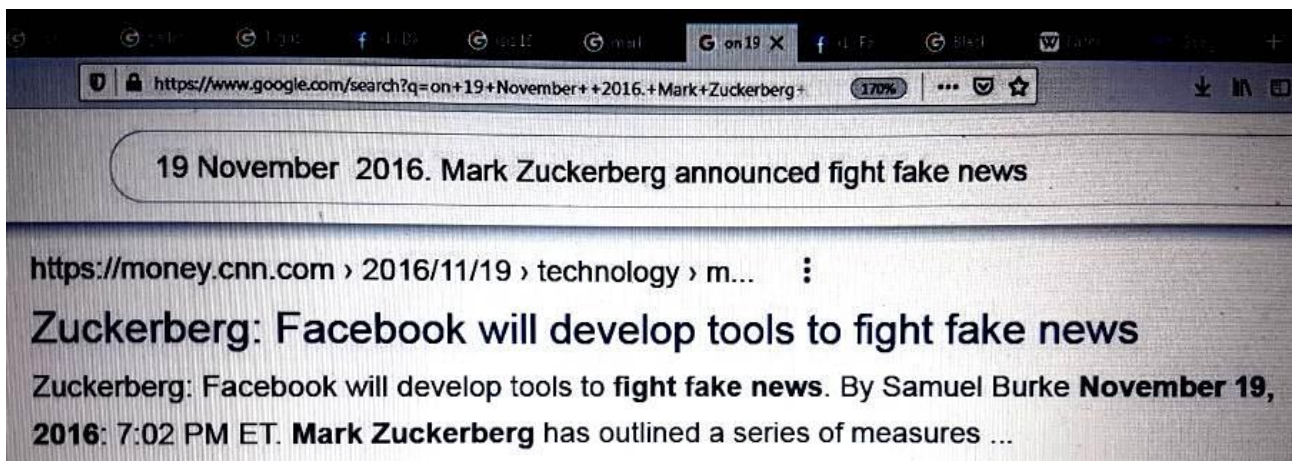 on 19
https://www.google.com/search?q=on+19+November++2016.+Mark+Zuckerberg+
170%
19 November 2016. Mark Zuckerberg announced fight fake news
https://money.cnn.com › 2016/11/19 › technology › m...
Zuckerberg: Facebook will develop tools to fight fake news
Zuckerberg: Facebook will develop tools to fight fake news. By Samuel Burke November 19,
2016: 7:02 PM ET. Mark Zuckerberg has outlined a series of measures ...